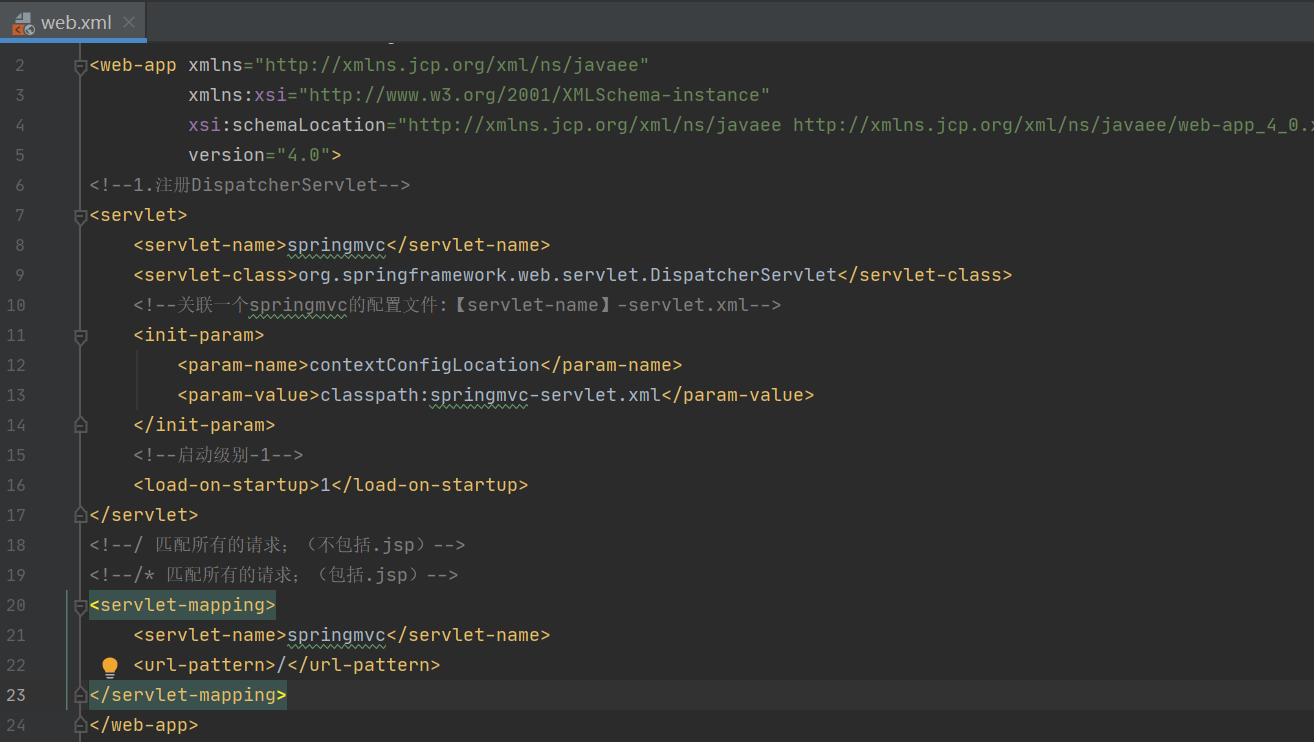 web.xml
2 <web-app xmlns="http://xmlns.jcp.org/xml/ns/javaee"
3 xmlns:xsi="http://www.w3.org/2001/XMLSchema-instance"
4 xsi:schemaLocation="http://xmlns.jcp.org/xml/ns/javaee http://xmlns.jcp.org/xml/ns/javaee/web-app_4_0.
5 version="4.0">
6 <!--1.注册DispatcherServlet-->
7 <servlet>
8 <servlet-name>springmvc</servlet-name>
9 <servlet-class>org.springframework.web.servlet.DispatcherServlet</servlet-class>
10 <!--关联一个springmvc的配置文件:【servlet-name】-servlet.xml-->
11 <init-param>
12 <param-name>contextConfigLocation</param-name>
13 <param-value>classpath:springmvc-servlet.xml</param-value>
14 </init-param>
15 <!--启动级别-1-->
16 <load-on-startup>1</load-on-startup>
17 </servlet>
18 <!--/ 匹配所有的请求；（不包括.jsp）-->
19 <!--/* 匹配所有的请求；（包括.jsp）-->
20 <servlet-mapping>
21 <servlet-name>springmvc</servlet-name>
22 <url-pattern>/</url-pattern>
23 </servlet-mapping>
24 </web-app>